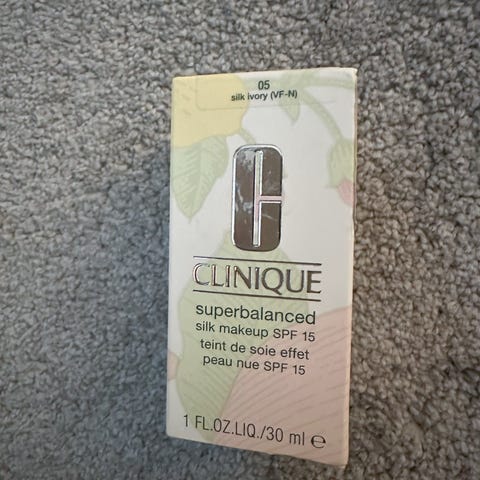 05
silk ivory (VF-N)
CLINIQUE
superbalanced
silk makeup SPF 15
teint de soie effet
peau nue SPF 15
1 FL.OZ.LIQ./30 ml ℮